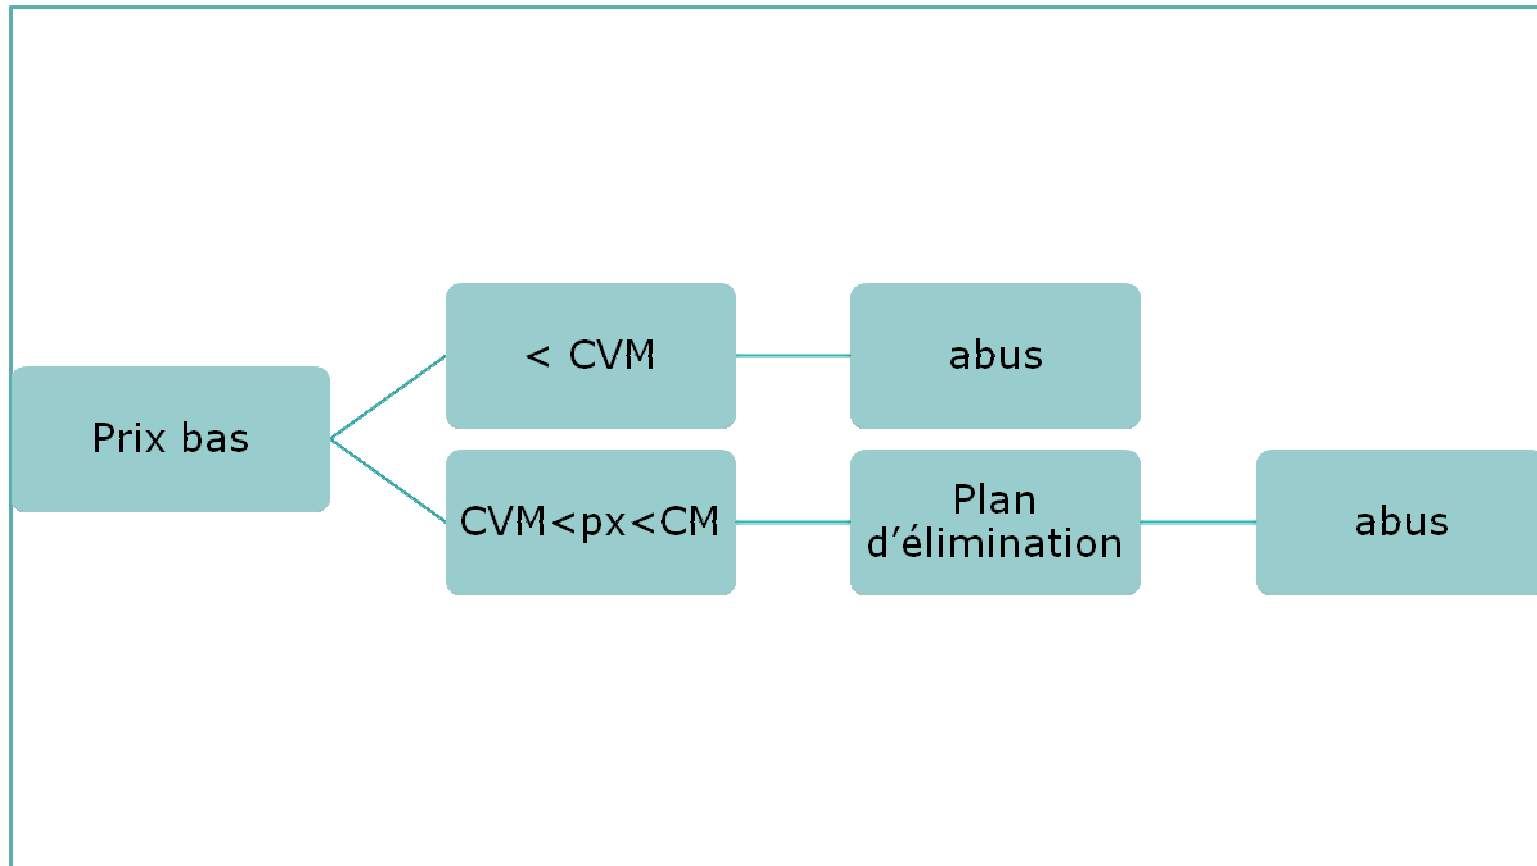 Prix bas
< CVM
abus
CVM<px<CM
Plan
d’élimination
abus